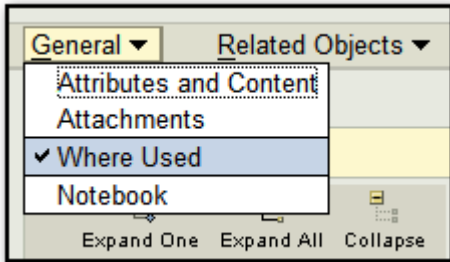 General Related Objects
Attributes and Content
Attachments
Where Used
Notebook
Expand One Expand All Collapse